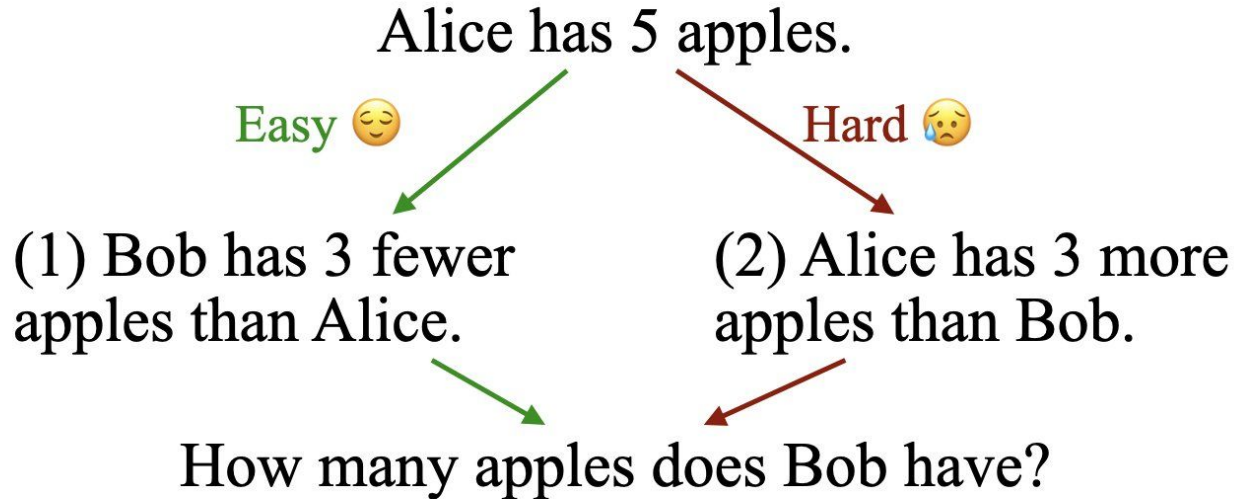 Alice has 5 apples.
Easy 😌
Hard 😥
(1) Bob has 3 fewer
apples than Alice.
(2) Alice has 3 more
apples than Bob.
How many apples does Bob have?